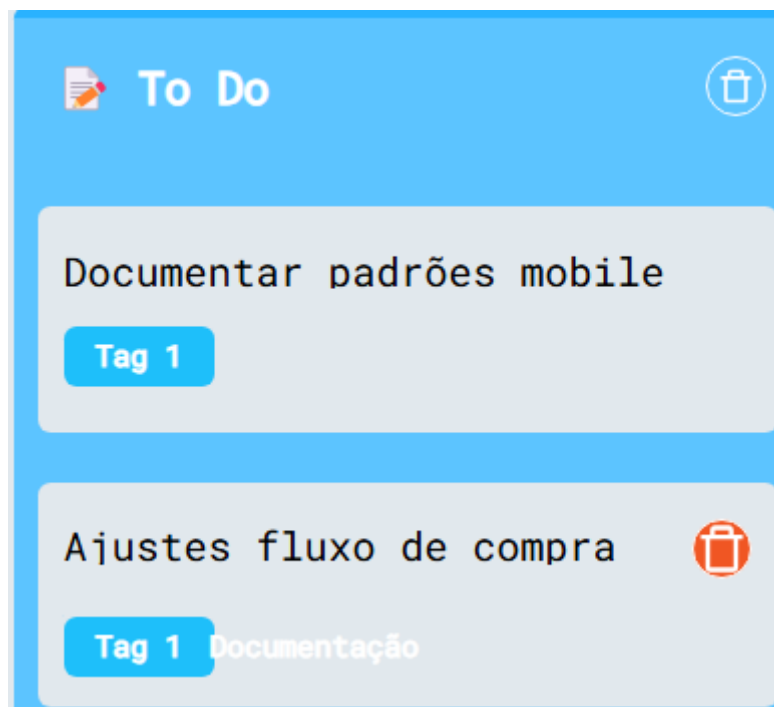 To Do
Documentar padrões mobile
Tag 1
Ajustes fluxo de compra
Tag 1 Documentação